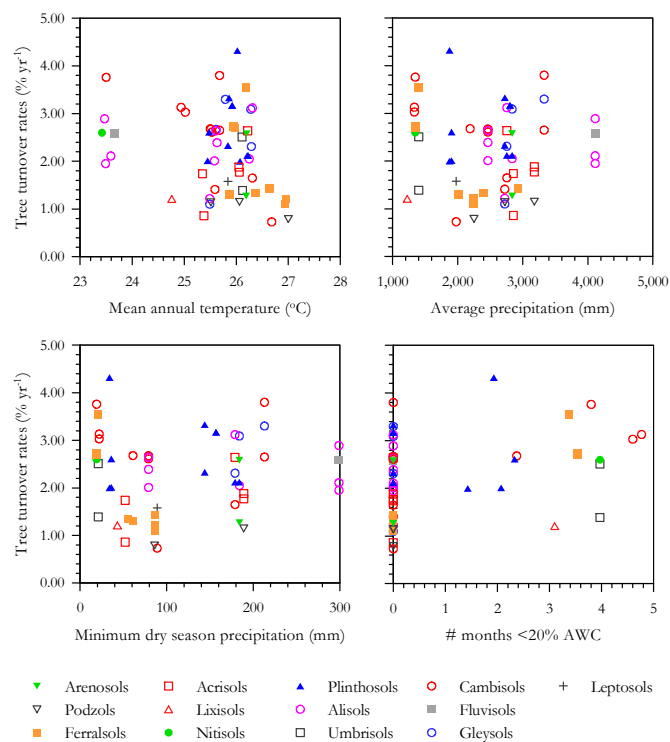 5.00
4.00
3.00
2.00
1.00
0.00
Tree turnover rates (% yr⁻¹)
23 24 25 26 27 28
Mean annual temperature (ºC)
1,000 2,000 3,000 4,000 5,000
Average precipitation (mm)
5.00
4.00
3.00
2.00
1.00
0.00
Tree turnover rates (% yr⁻¹)
0 100 200 300
Minimum dry season precipitation (mm)
0 1 2 3 4 5
# months <20% AWC
Arenosols Acrisols Plinthosols Cambisols Leptosols
Podzols Lixisols Alisols Fluvisols
Ferralsols Nitisols Umbrisols Gleysols